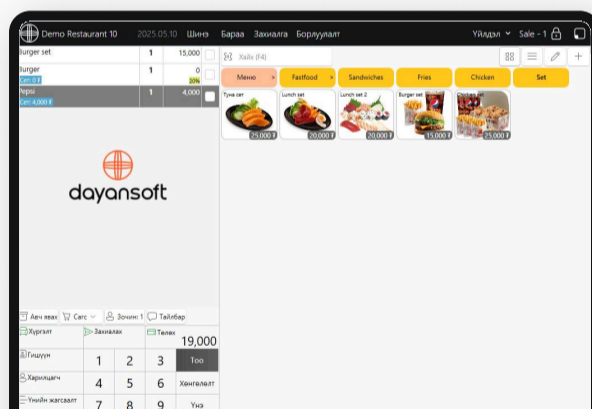 Demo Restaurant 10 2025.05.10 Шинэ Бараа Захиалга Борлуулалт Үйлдэл Sale - 1
Burger set 1 15,000
Burger 1 0
Сет: 0 ₮ 20%
Pepsi 1 4,000
Сет: 4,000 ₮
dayansoft
Хайх (F4)
Меню > Fastfood > Sandwiches Fries Chicken Set
Туна сет Lunch set Lunch set 2 Burger set Chicken set
25,000 ₮ 20,000 ₮ 20,000 ₮ 15,000 ₮ 25,000 ₮
Авч явах Сагс Зочин: 1 Тайлбар
Хүргэлт Захиалах Төлөх 19,000
Гишүүн 1 2 3 Тоо
Харилцагч 4 5 6 Хөнгөлөлт
Үнийн жагсаалт 7 8 9 Үнэ